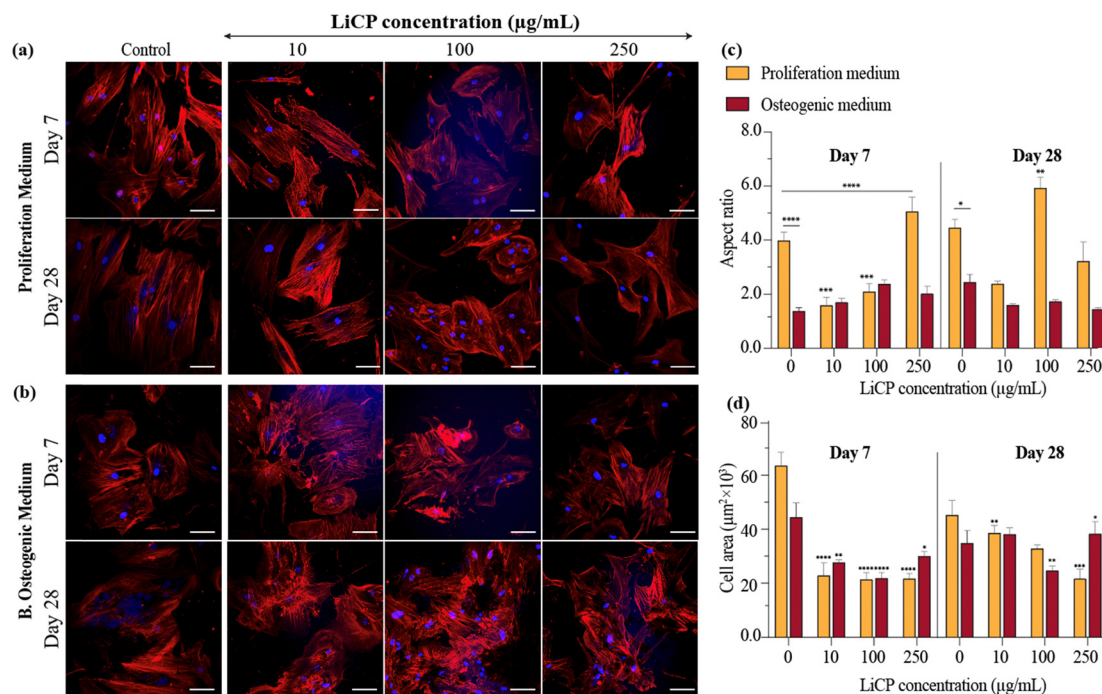 LiCP concentration (µg/mL)
(a)
Control
10
100
250
Proliferation Medium
Day 7
Day 28
(b)
B. Osteogenic Medium
Day 7
Day 28
(c)
Proliferation medium
Osteogenic medium
Aspect ratio
8.0
6.0
4.0
2.0
0.0
Day 7
Day 28
****
****
***
***
*
**
0 10 100 250 0 10 100 250
LiCP concentration (µg/mL)
(d)
Cell area (µm²×10³)
80
60
40
20
0.0
Day 7
Day 28
**** ** ******** **** * ** ** *** *
0 10 100 250 0 10 100 250
LiCP concentration (µg/mL)